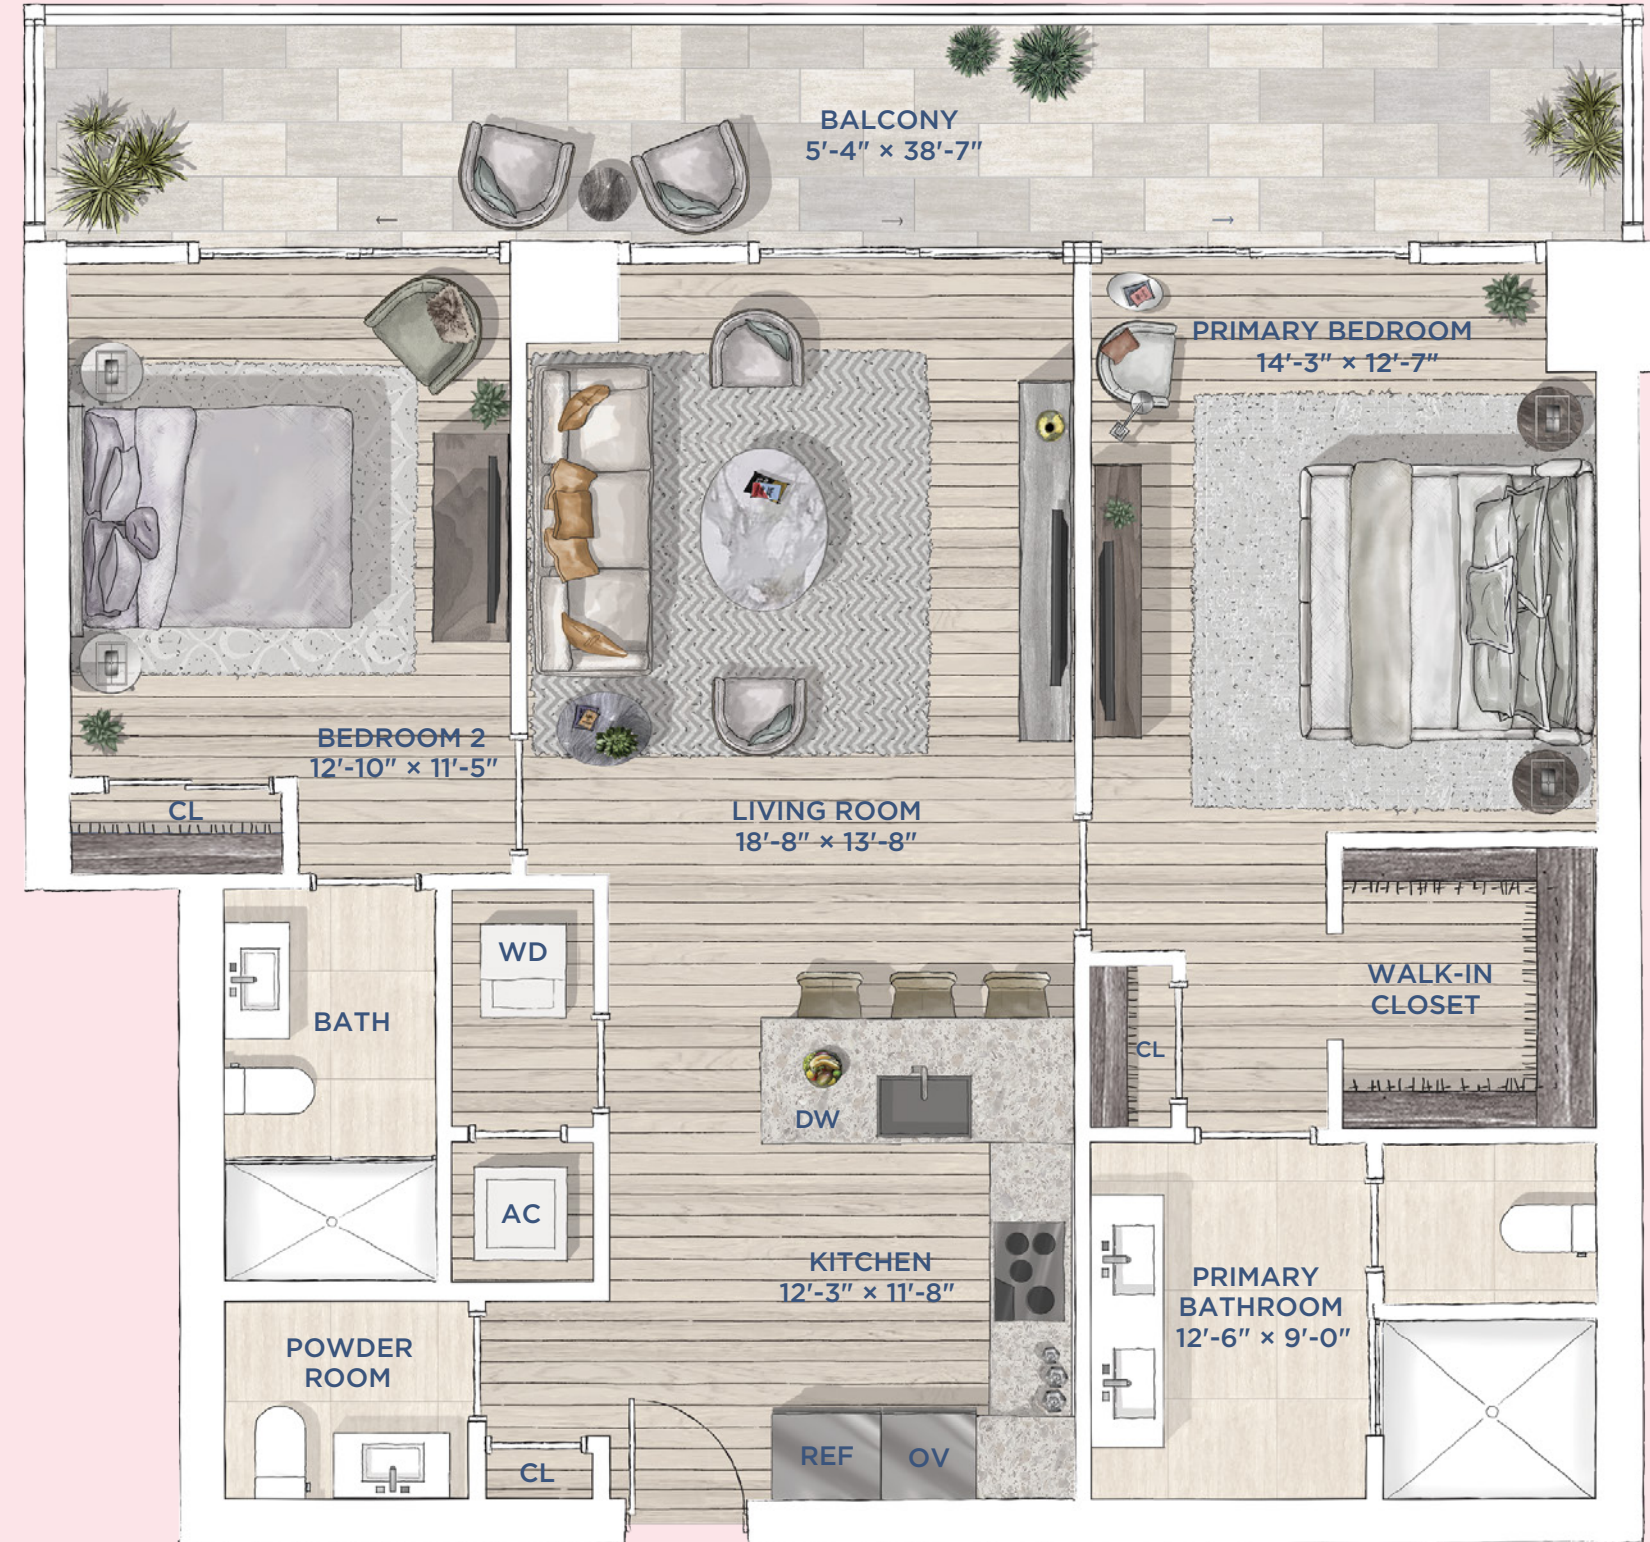 BALCONY
5'-4" × 38'-7"
PRIMARY BEDROOM
14'-3" × 12'-7"
BEDROOM 2
12'-10" × 11'-5"
CL
LIVING ROOM
18'-8" × 13'-8"
WD
BATH
WALK-IN
CLOSET
CL
DW
AC
KITCHEN
12'-3" × 11'-8"
PRIMARY
BATHROOM
12'-6" × 9'-0"
POWDER
ROOM
REF
OV
CL